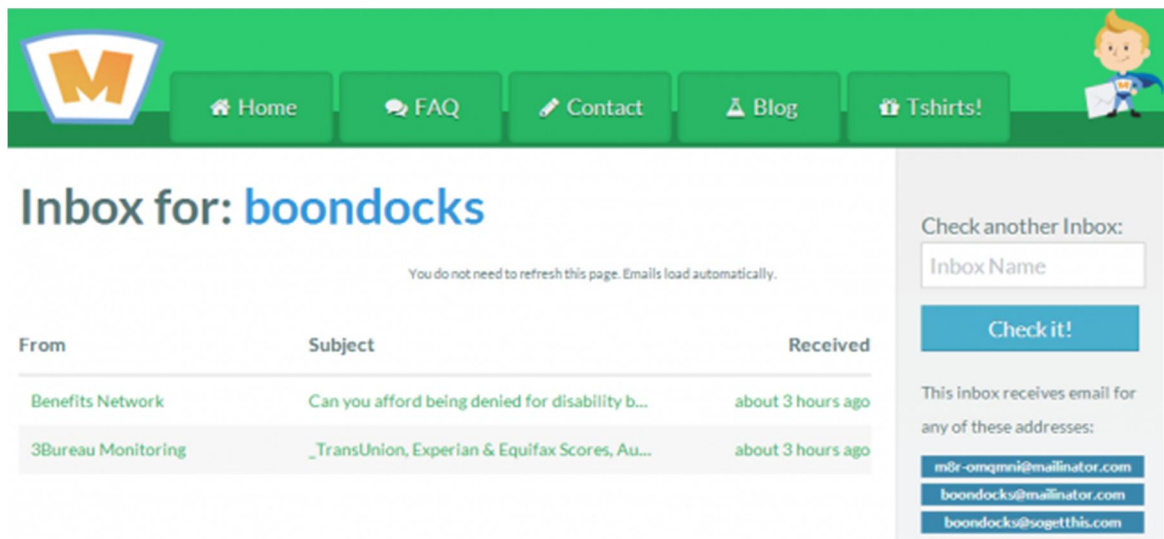 M
Home
FAQ
Contact
Blog
Tshirts!
Inbox for: boondocks
You do not need to refresh this page. Emails load automatically.
From Subject Received
Benefits Network Can you afford being denied for disability b... about 3 hours ago
3Bureau Monitoring _TransUnion, Experian & Equifax Scores, Au... about 3 hours ago
Check another Inbox:
Inbox Name
Check it!
This inbox receives email for
any of these addresses:
m8r-omqmni@mailinator.com
boondocks@mailinator.com
boondocks@sogetthis.com